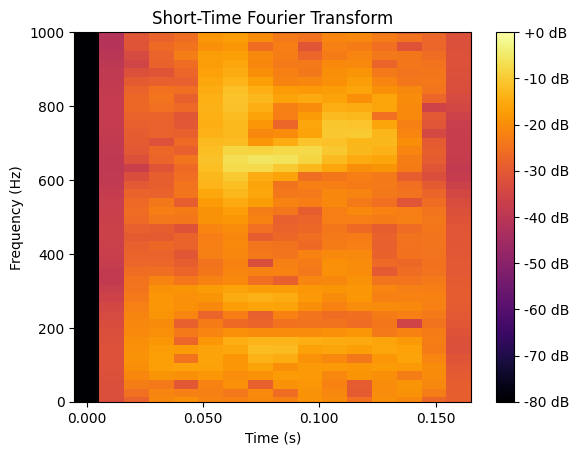 Short-Time Fourier Transform
Frequency (Hz)
1000
800
600
400
200
0
0.000 0.050 0.100 0.150
Time (s)
+0 dB
-10 dB
-20 dB
-30 dB
-40 dB
-50 dB
-60 dB
-70 dB
-80 dB